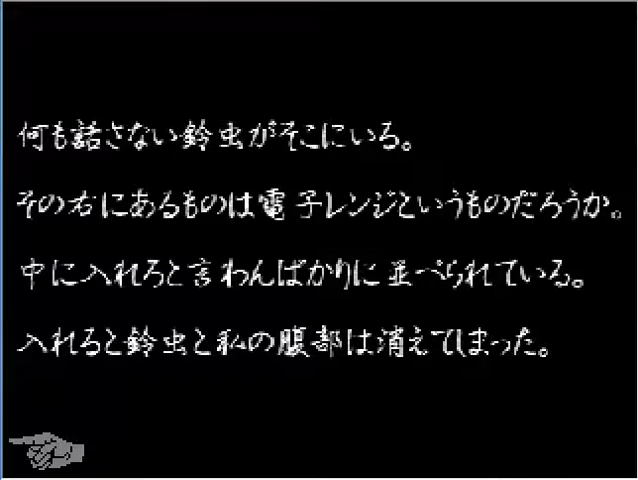 何も話さない鈴虫がそこにいる。
その右にあるものは電子レンジというものだろうか。
中に入れろと言わんばかりに並べられている。
入れると鈴虫と私の腹部は消えてしまった。